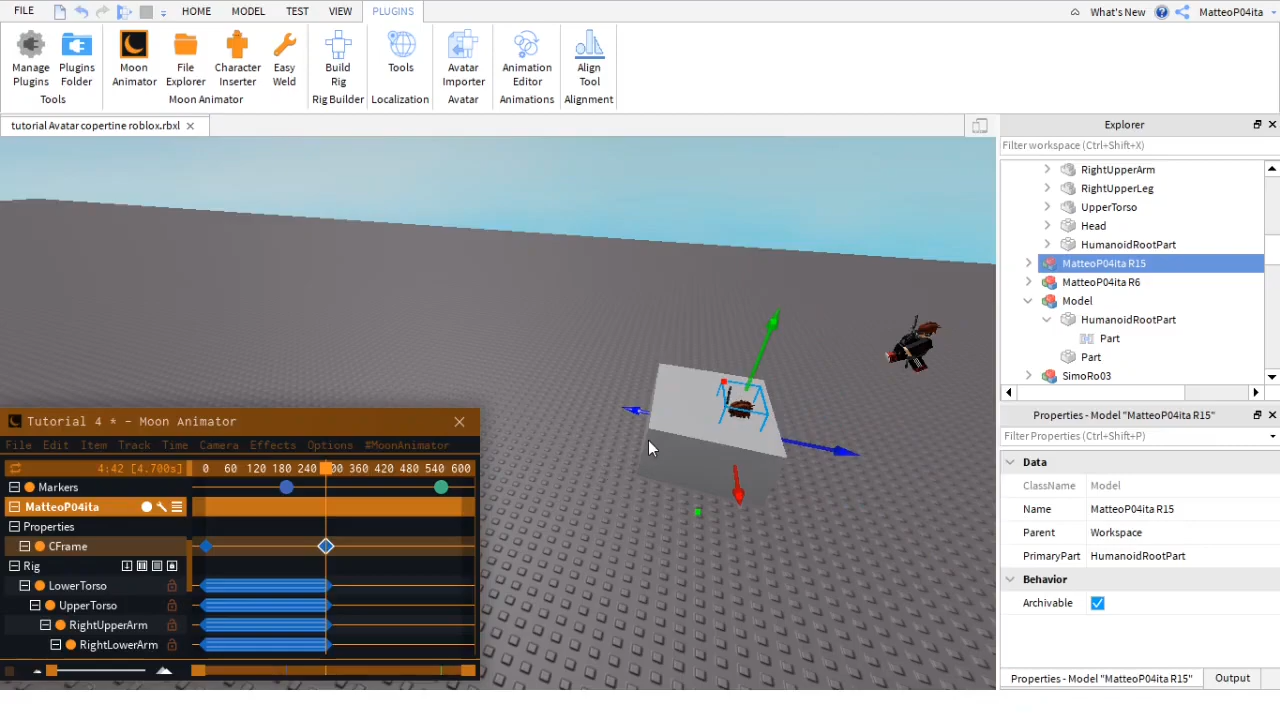 FILE HOME MODEL TEST VIEW PLUGINS What's New MatteoP04ita
Manage Plugins
Plugins Folder
Moon Animator
File Explorer
Character Inserter
Easy Weld
Build Rig
Tools
Avatar Importer
Animation Editor
Align Tool
Tools Moon Animator Rig Builder Localization Avatar Animations Alignment
tutorial Avatar copertine roblox.rbxl
Explorer
Filter workspace (Ctrl+Shift+X)
RightUpperArm
RightUpperLeg
UpperTorso
Head
HumanoidRootPart
MatteoP04ita R15
MatteoP04ita R6
Model
HumanoidRootPart
Part
Part
SimoRo03
Properties - Model "MatteoP04ita R15"
Filter Properties (Ctrl+Shift+P)
Data
ClassName Model
Name MatteoP04ita R15
Parent Workspace
PrimaryPart HumanoidRootPart
Behavior
Archivable
Properties - Model "MatteoP04ita R15" Output
Tutorial 4 * - Moon Animator
File Edit Item Track Time Camera Effects Options #MoonAnimator
4:42 [4.700s] 0 60 120 180 240 360 420 480 540 600
Markers
MatteoP04ita
Properties
CFrame
Rig
LowerTorso
UpperTorso
RightUpperArm
RightLowerArm